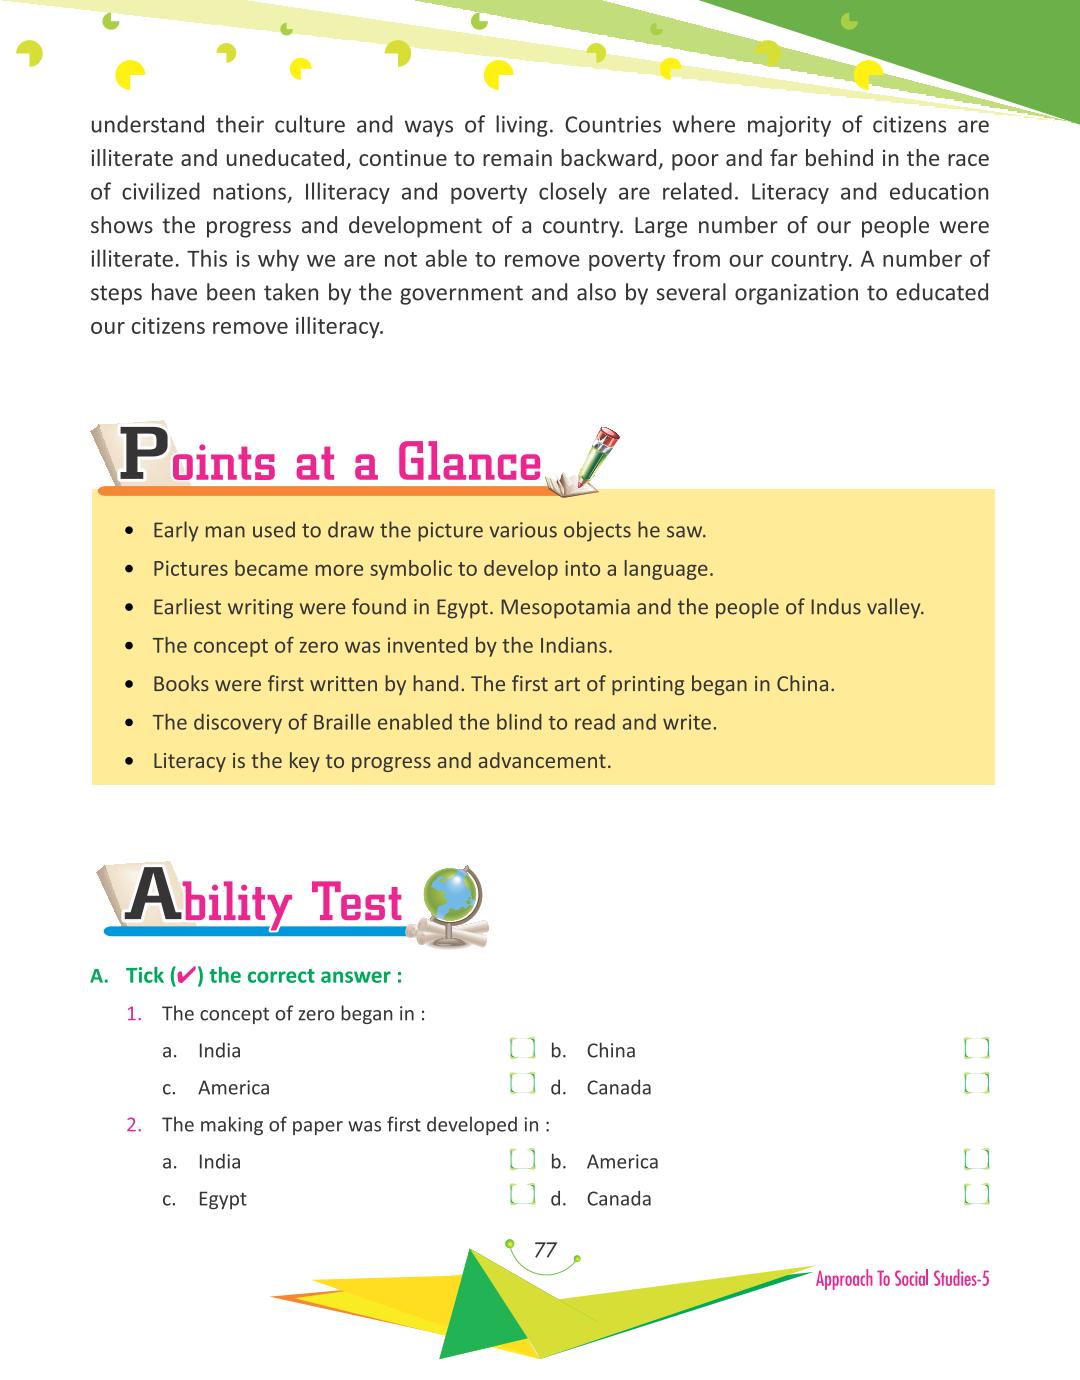 understand their culture and ways of living. Countries where majority of citizens are
illiterate and uneducated, continue to remain backward, poor and far behind in the race
of civilized nations, Illiteracy and poverty closely are related. Literacy and education
shows the progress and development of a country. Large number of our people were
illiterate. This is why we are not able to remove poverty from our country. A number of
steps have been taken by the government and also by several organization to educated
our citizens remove illiteracy.
Points at a Glance
• Early man used to draw the picture various objects he saw.
• Pictures became more symbolic to develop into a language.
• Earliest writing were found in Egypt. Mesopotamia and the people of Indus valley.
• The concept of zero was invented by the Indians.
• Books were first written by hand. The first art of printing began in China.
• The discovery of Braille enabled the blind to read and write.
• Literacy is the key to progress and advancement.
Ability Test
A. Tick (✔) the correct answer :
1. The concept of zero began in :
a. India b. China
c. America d. Canada
2. The making of paper was first developed in :
a. India b. America
c. Egypt d. Canada
77
Approach To Social Studies-5